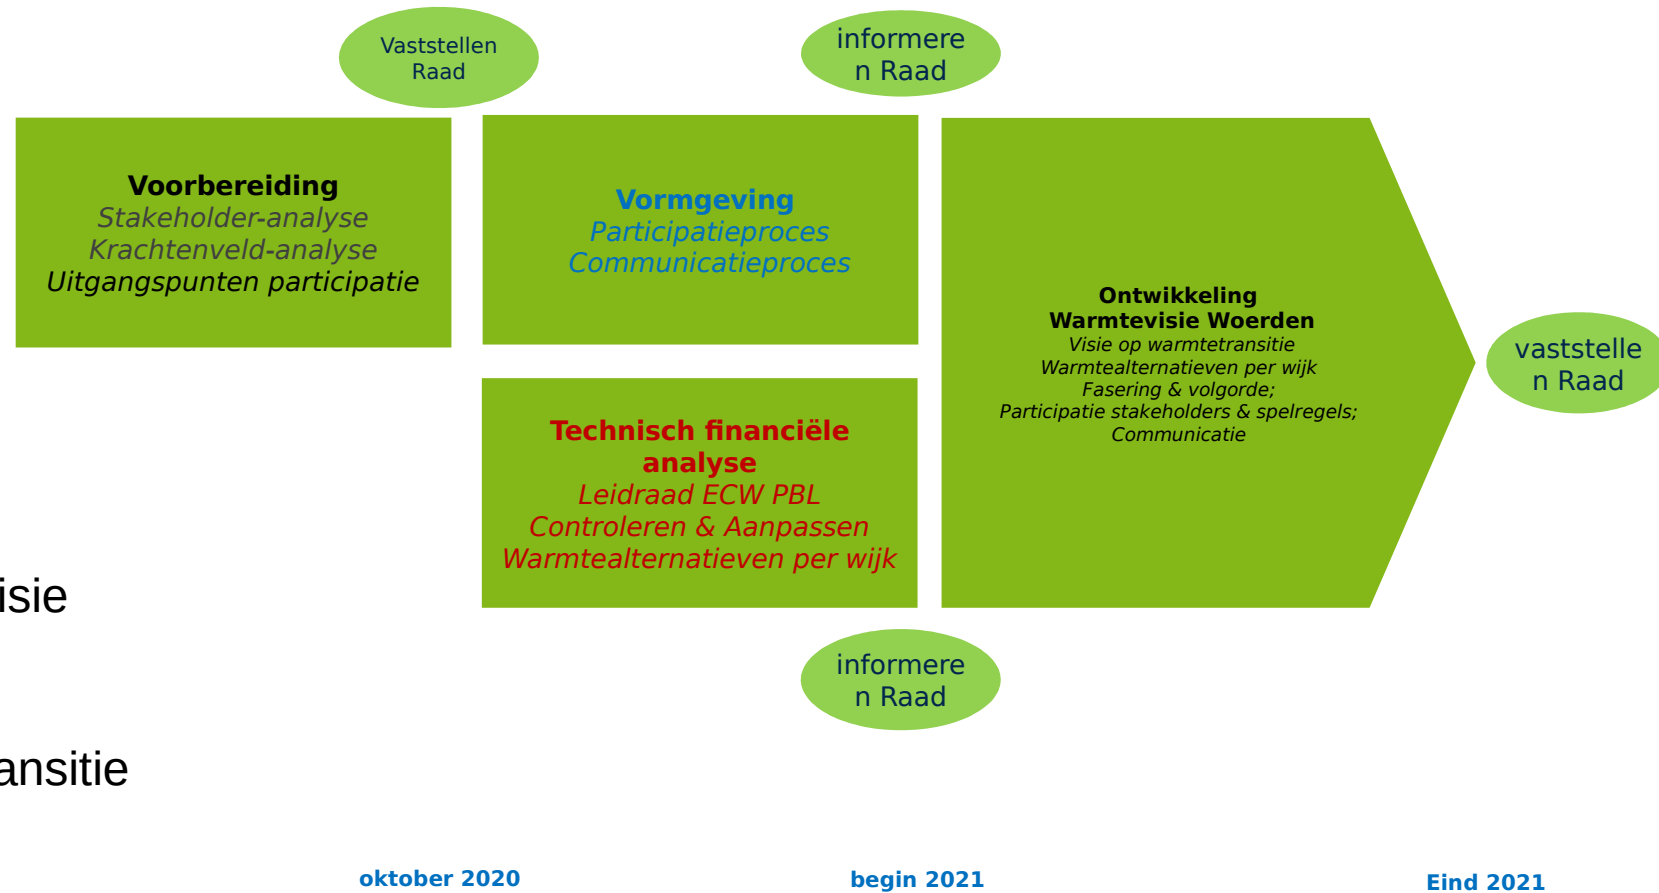 Vaststellen
Raad
informere
n Raad
Voorbereiding
Stakeholder-analyse
Krachtenveld-analyse
Uitgangspunten participatie
Vormgeving
Participatieproces
Communicatieproces
Technisch financiële
analyse
Leidraad ECW PBL
Controleren & Aanpassen
Warmtealternatieven per wijk
Ontwikkeling
Warmtevisie Woerden
Visie op warmtetransitie
Warmtealternatieven per wijk
Fasering & volgorde;
Participatie stakeholders & spelregels;
Communicatie
vaststelle
n Raad
isie
informere
n Raad
ansitie
oktober 2020
begin 2021
Eind 2021